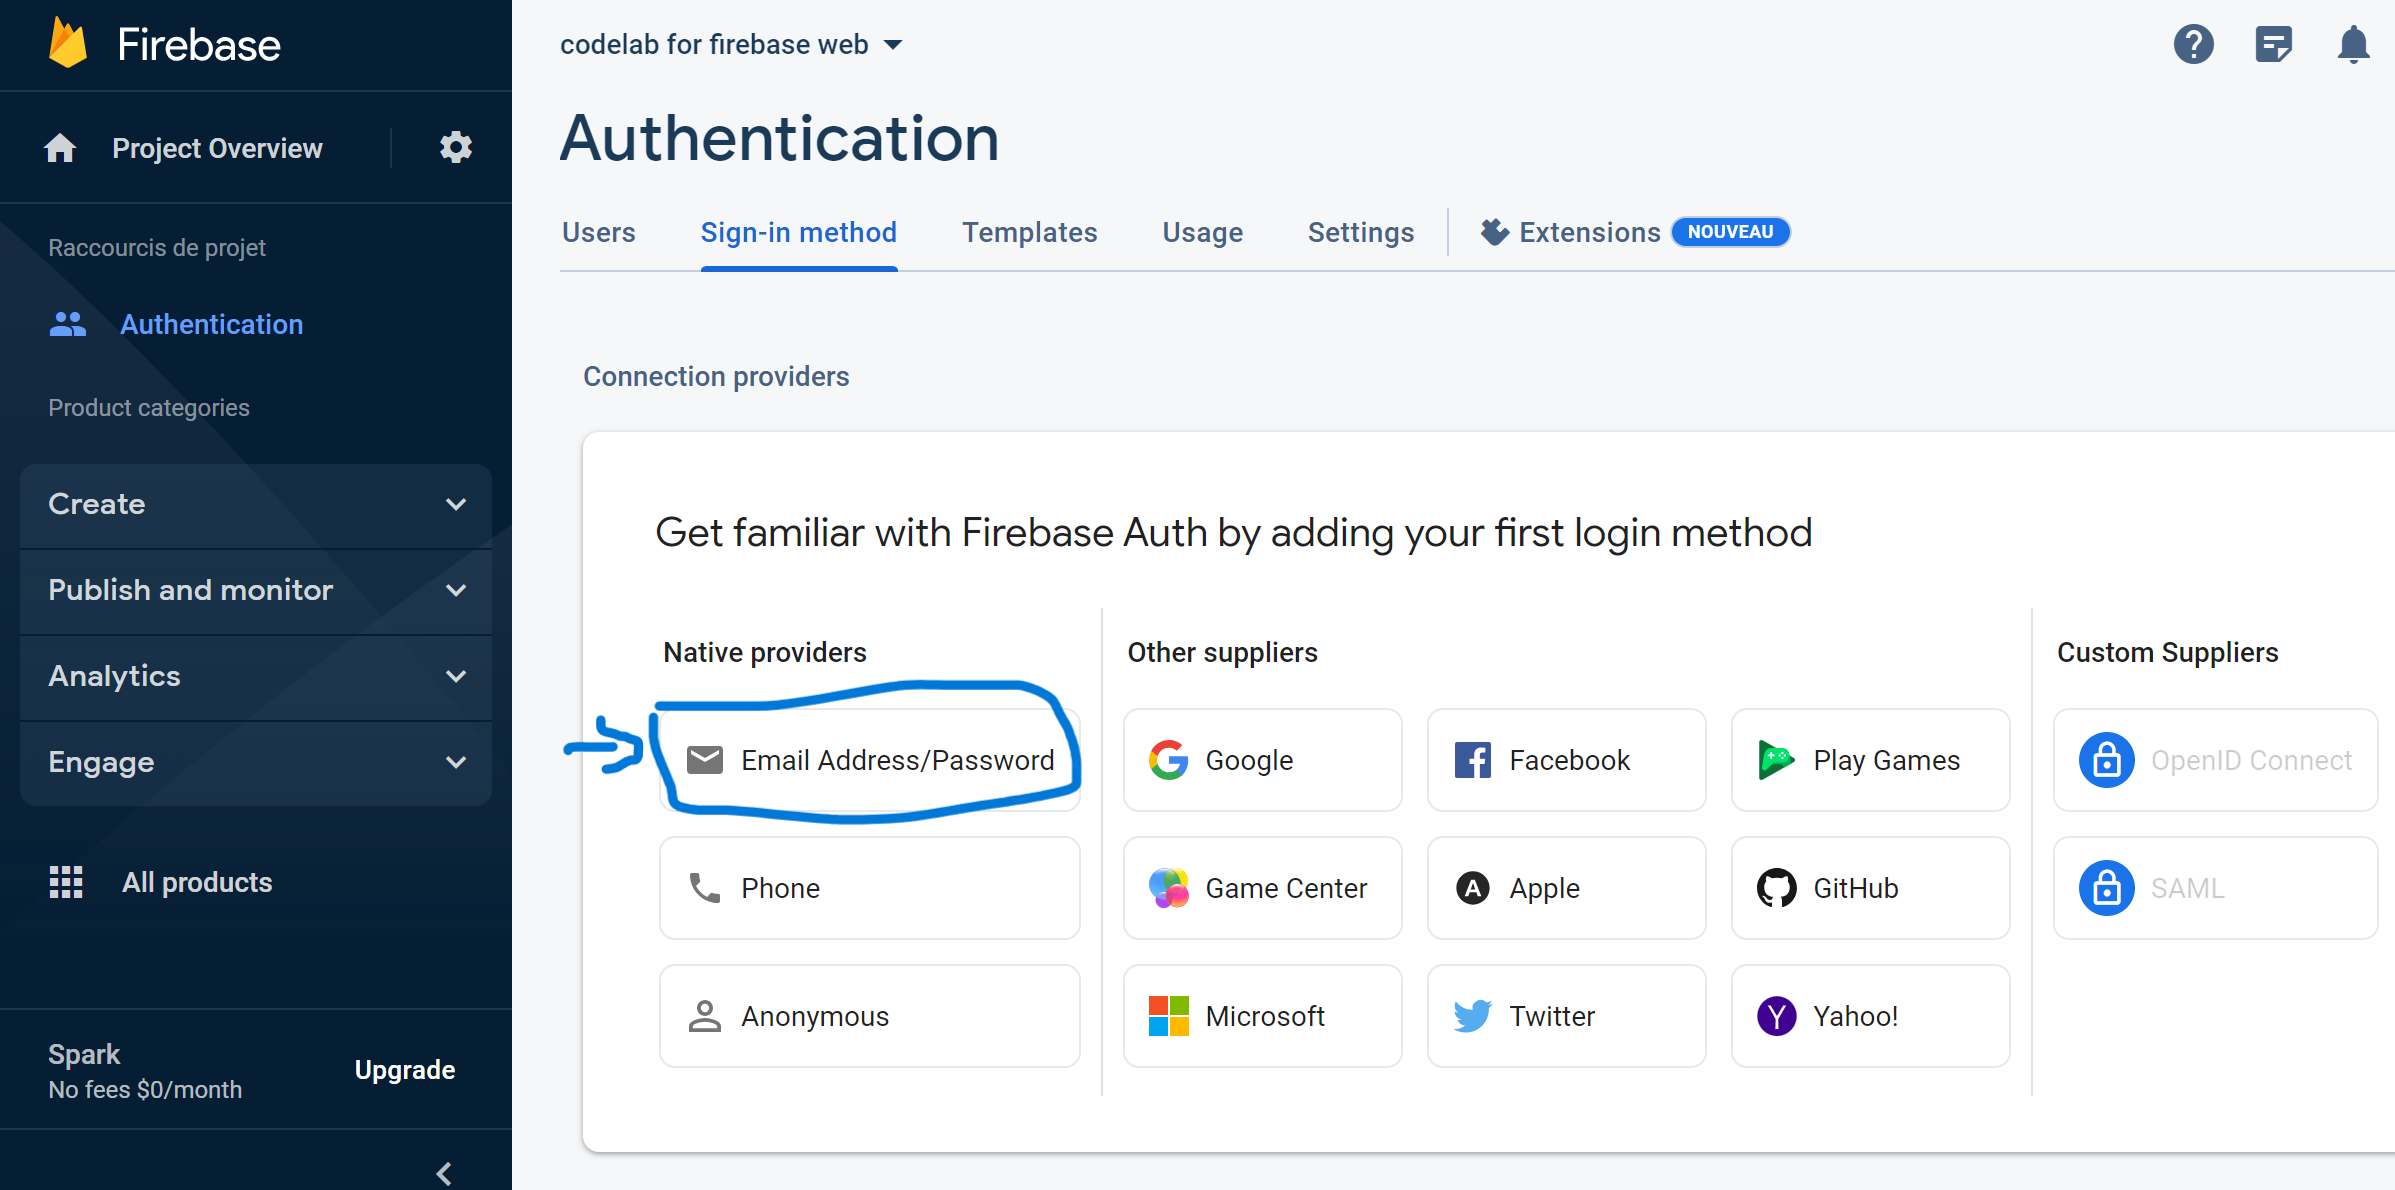 Firebase
codelab for firebase web
Project Overview
Authentication
Users Sign-in method Templates Usage Settings Extensions NOUVEAU
Raccourcis de projet
Authentication
Product categories
Create
Publish and monitor
Analytics
Engage
All products
Spark
No fees $0/month
Upgrade
Connection providers
Get familiar with Firebase Auth by adding your first login method
Native providers
Email Address/Password
Phone
Anonymous
Other suppliers
Google Facebook Play Games
Game Center Apple GitHub
Microsoft Twitter Yahoo!
Custom Suppliers
OpenID Connect
SAML